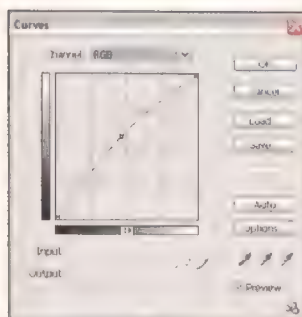 Curves
Channel: RGB
OK
Cancel
Load
Save
Auto
Options
Input
Output
Preview